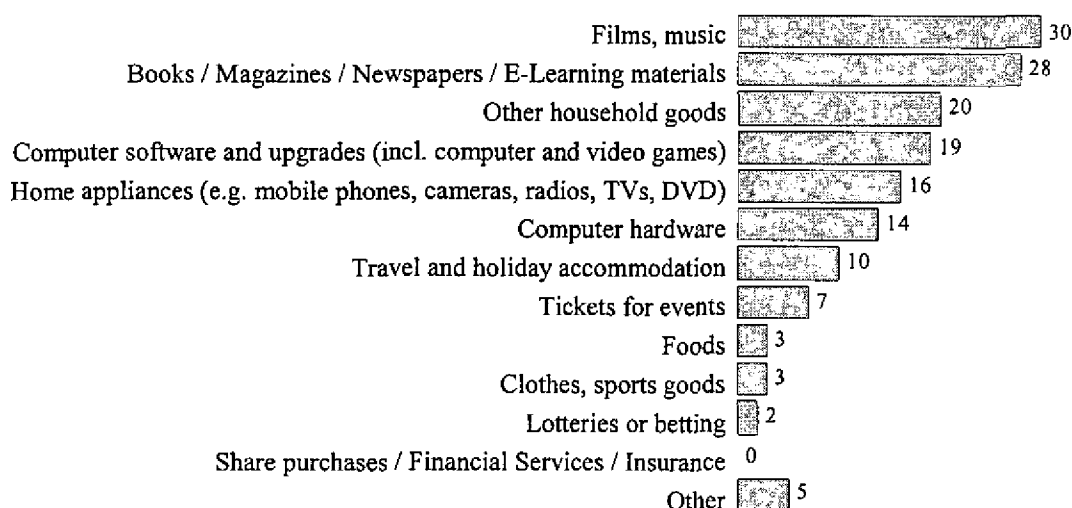 Films, music 30
Books / Magazines / Newspapers / E-Learning materials 28
Other household goods 20
Computer software and upgrades (incl. computer and video games) 19
Home appliances (e.g. mobile phones, cameras, radios, TVs, DVD) 16
Computer hardware 14
Travel and holiday accommodation 10
Tickets for events 7
Foods 3
Clothes, sports goods 3
Lotteries or betting 2
Share purchases / Financial Services / Insurance 0
Other 5